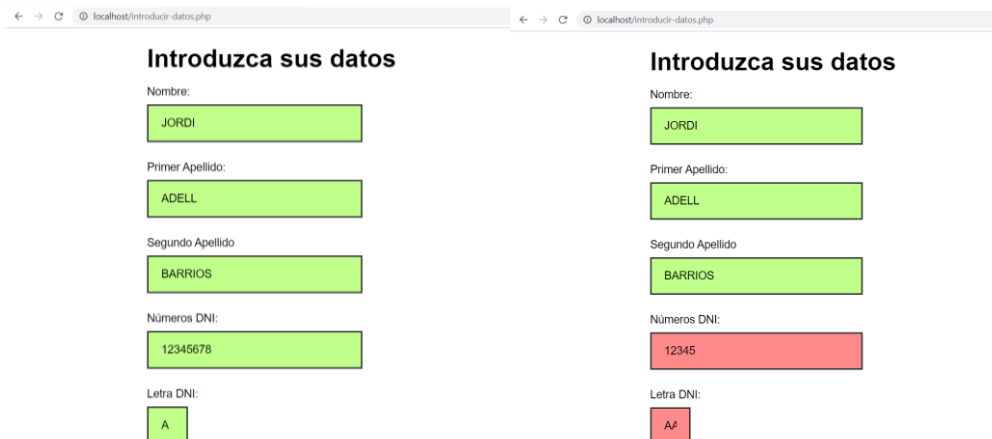 localhost/introducir-datos.php
Introduzca sus datos
Nombre:
JORDI
Primer Apellido:
ADELL
Segundo Apellido
BARRIOS
Números DNI:
12345678
Letra DNI:
A
localhost/introducir-datos.php
Introduzca sus datos
Nombre:
JORDI
Primer Apellido:
ADELL
Segundo Apellido
BARRIOS
Números DNI:
12345
Letra DNI:
AA